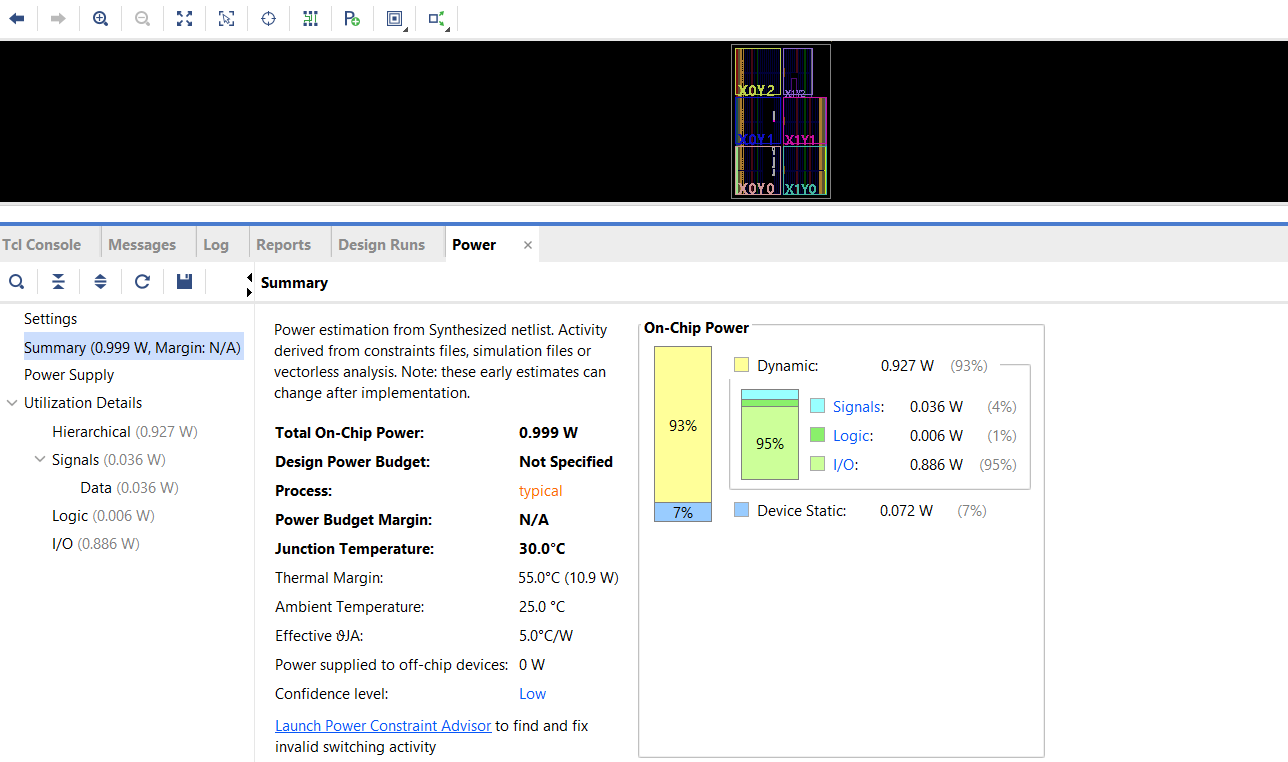 X0Y2
X1Y2
X0Y1
X1Y1
X0Y0
X1Y0
Tcl Console
Messages
Log
Reports
Design Runs
Power
Summary
Settings
Summary (0.999 W, Margin: N/A)
Power Supply
Utilization Details
Hierarchical (0.927 W)
Signals (0.036 W)
Data (0.036 W)
Logic (0.006 W)
I/O (0.886 W)
Power estimation from Synthesized netlist. Activity
derived from constraints files, simulation files or
vectorless analysis. Note: these early estimates can
change after implementation.
Total On-Chip Power: 0.999 W
Design Power Budget: Not Specified
Process: typical
Power Budget Margin: N/A
Junction Temperature: 30.0°C
Thermal Margin: 55.0°C (10.9 W)
Ambient Temperature: 25.0 °C
Effective ϑJA: 5.0°C/W
Power supplied to off-chip devices: 0 W
Confidence level: Low
Launch Power Constraint Advisor to find and fix
invalid switching activity
On-Chip Power
93%
7%
Dynamic: 0.927 W (93%)
95%
Signals: 0.036 W (4%)
Logic: 0.006 W (1%)
I/O: 0.886 W (95%)
Device Static: 0.072 W (7%)